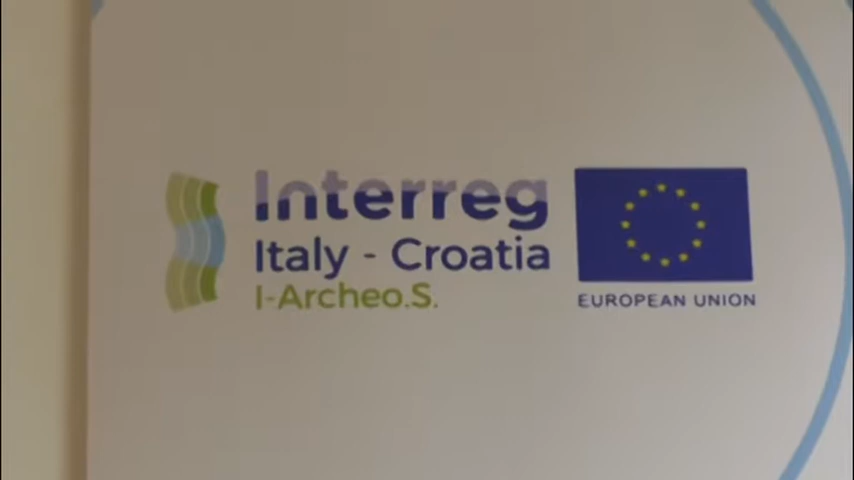 Interreg
Italy - Croatia
I-Archeo.S.
EUROPEAN UNION